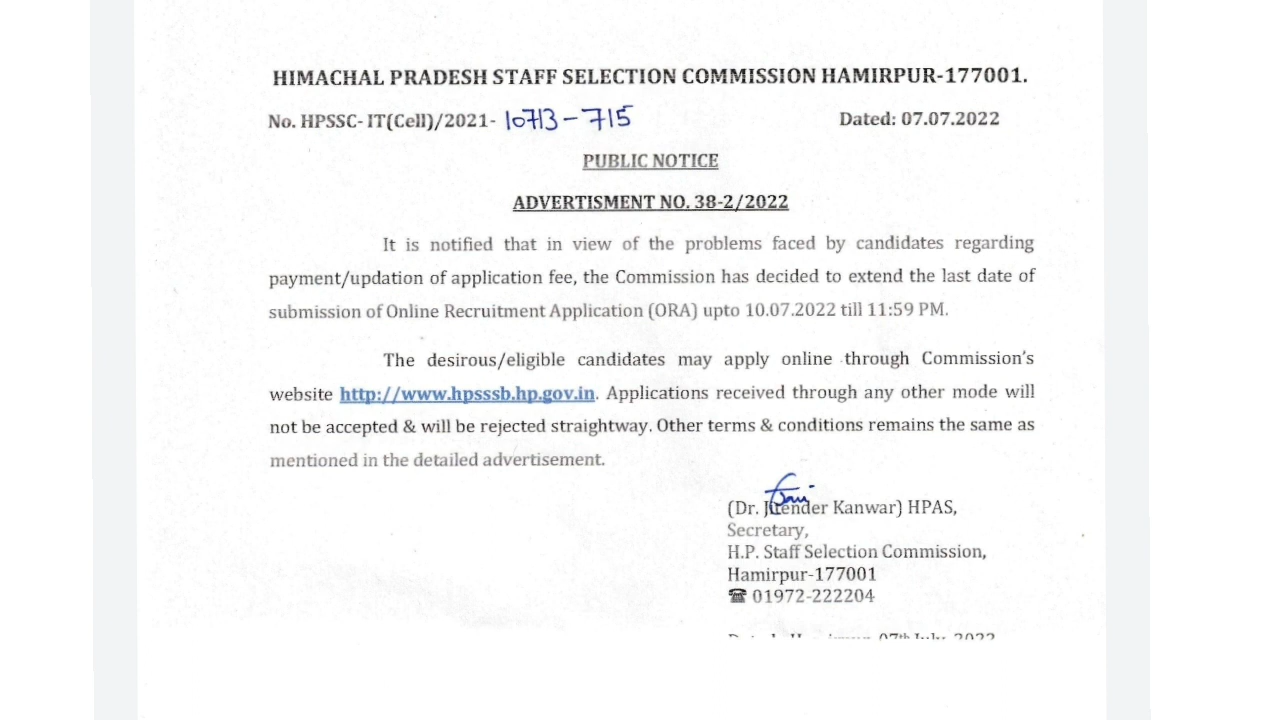 HIMACHAL PRADESH STAFF SELECTION COMMISSION HAMIRPUR-177001.
No. HPSSC- IT(Cell)/2021- 10713-715 Dated: 07.07.2022
PUBLIC NOTICE
ADVERTISMENT NO. 38-2/2022
It is notified that in view of the problems faced by candidates regarding
payment/updation of application fee, the Commission has decided to extend the last date of
submission of Online Recruitment Application (ORA) upto 10.07.2022 till 11:59 PM.
The desirous/eligible candidates may apply online through Commission's
website http://www.hpsssb.hp.gov.in. Applications received through any other mode will
not be accepted & will be rejected straightway. Other terms & conditions remains the same as
mentioned in the detailed advertisement.
(Dr. Jitender Kanwar) HPAS,
Secretary,
H.P. Staff Selection Commission,
Hamirpur-177001
☎ 01972-222204
07th July, 2022